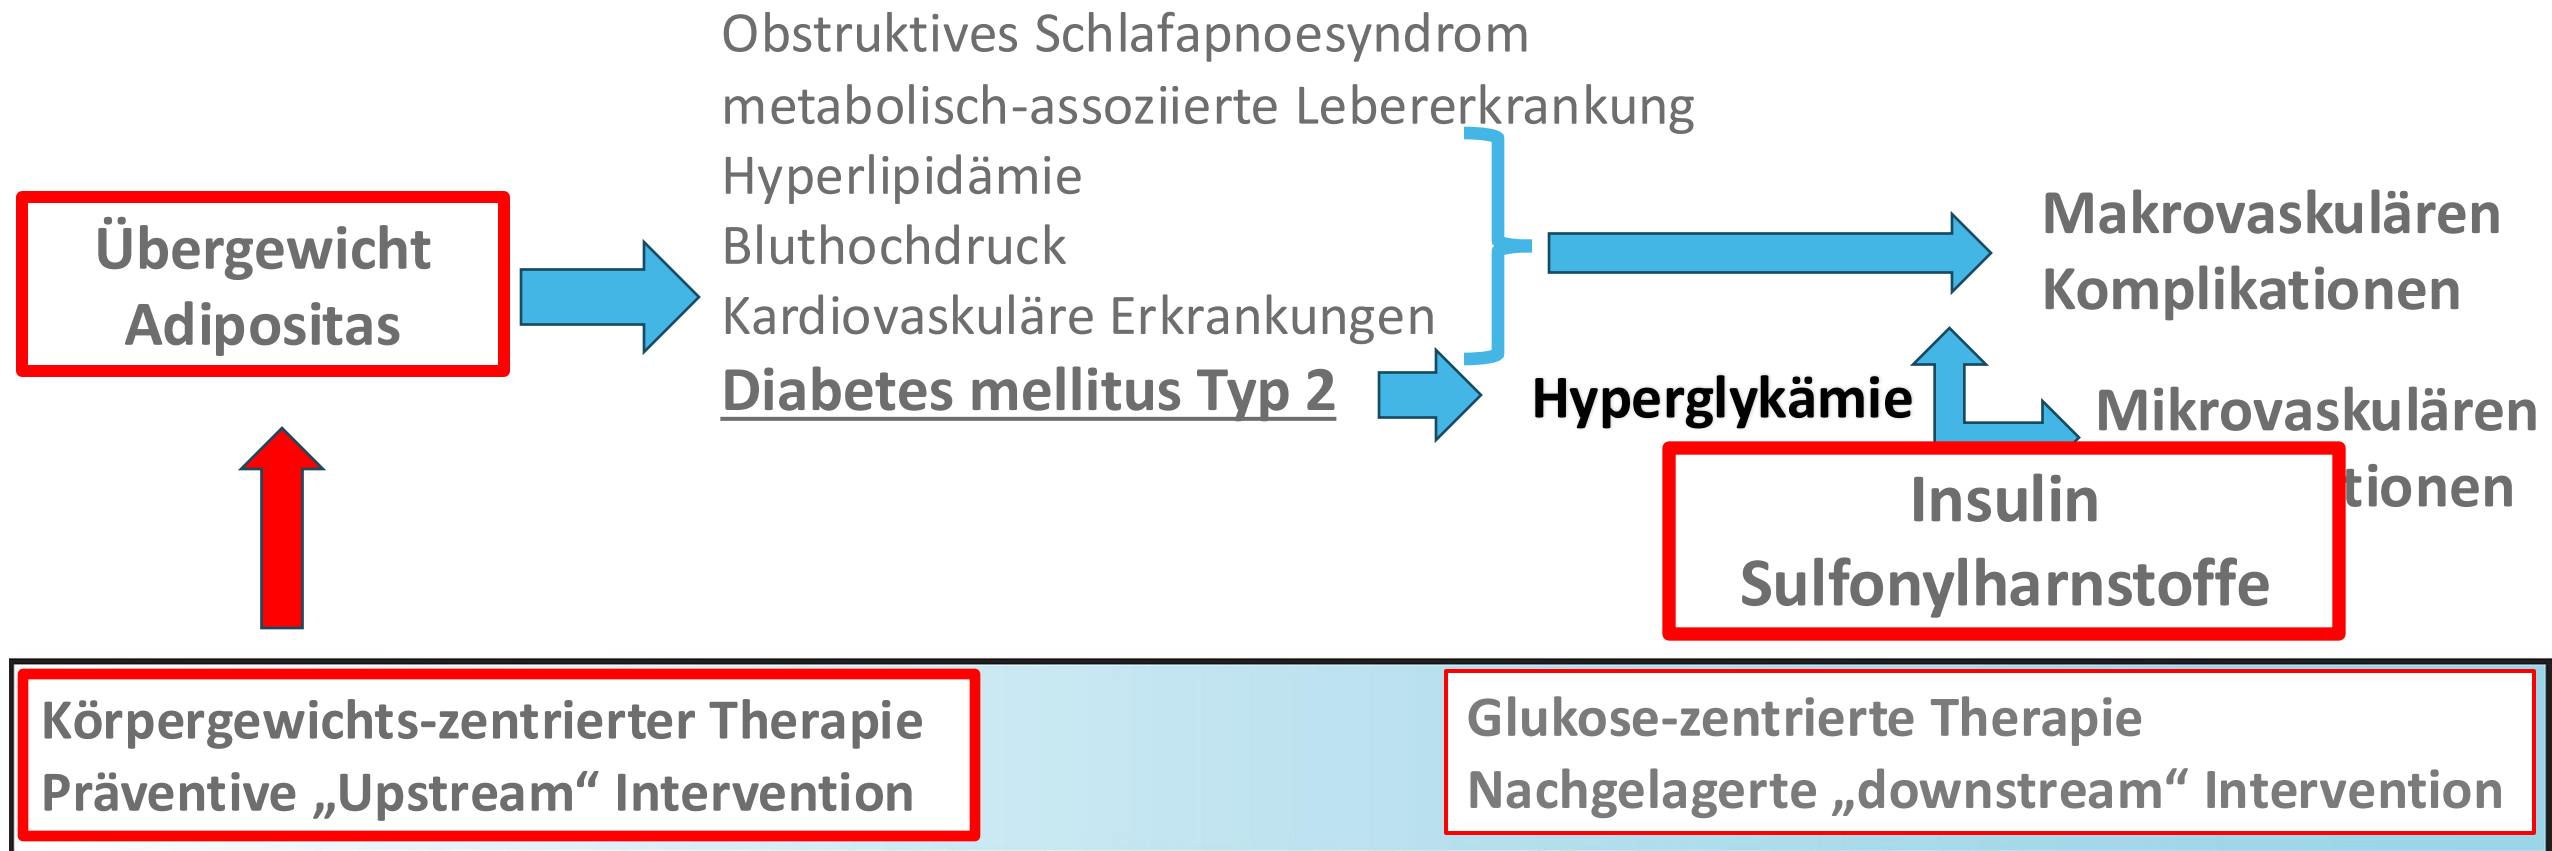 Obstruktives Schlafapnoesyndrom
metabolisch-assoziierte Lebererkrankung
Hyperlipidämie
Bluthochdruck
Kardiovaskuläre Erkrankungen
Diabetes mellitus Typ 2
Übergewicht
Adipositas
Hyperglykämie
Makrovaskulären
Komplikationen
Mikrovaskulären
tionen
Insulin
Sulfonylharnstoffe
Körpergewichts-zentrierter Therapie
Präventive „Upstream“ Intervention
Glukose-zentrierte Therapie
Nachgelagerte „downstream“ Intervention